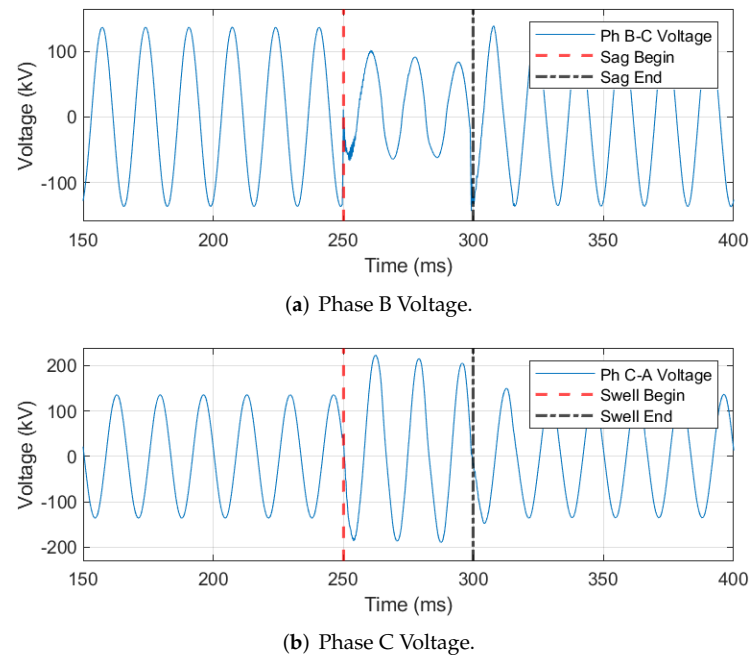 100
0
-100
Voltage (kV)
Ph B-C Voltage
Sag Begin
Sag End
150 200 250 300 350 400
Time (ms)
(a) Phase B Voltage.
200
100
0
-100
-200
Voltage (kV)
Ph C-A Voltage
Swell Begin
Swell End
150 200 250 300 350 400
Time (ms)
(b) Phase C Voltage.